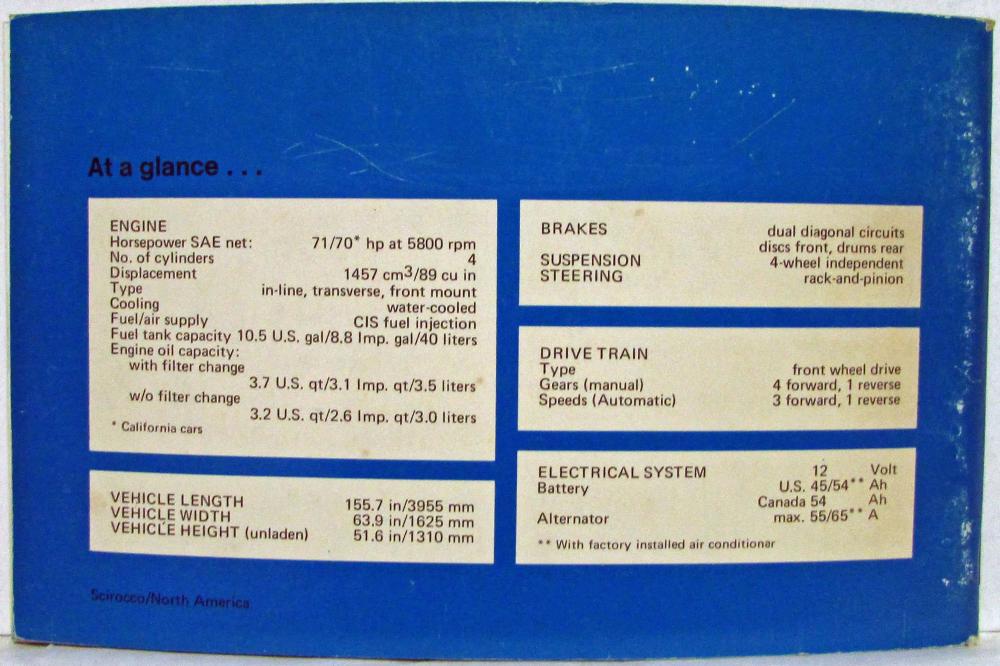 At a glance . . .
ENGINE
Horsepower SAE net: 71/70* hp at 5800 rpm
No. of cylinders 4
Displacement 1457 cm3/89 cu in
Type in-line, transverse, front mount
Cooling water-cooled
Fuel/air supply CIS fuel injection
Fuel tank capacity 10.5 U.S. gal/8.8 Imp. gal/40 liters
Engine oil capacity:
with filter change
3.7 U.S. qt/3.1 Imp. qt/3.5 liters
w/o filter change
3.2 U.S. qt/2.6 Imp. qt/3.0 liters
* California cars
VEHICLE LENGTH 155.7 in/3955 mm
VEHICLE WIDTH 63.9 in/1625 mm
VEHICLE HEIGHT (unladen) 51.6 in/1310 mm
BRAKES dual diagonal circuits
discs front, drums rear
SUSPENSION 4-wheel independent
STEERING rack-and-pinion
DRIVE TRAIN
Type front wheel drive
Gears (manual) 4 forward, 1 reverse
Speeds (Automatic) 3 forward, 1 reverse
ELECTRICAL SYSTEM 12 Volt
Battery U.S. 45/54** Ah
Canada 54 Ah
Alternator max. 55/65** A
** With factory installed air conditionar
Scirocco/North America